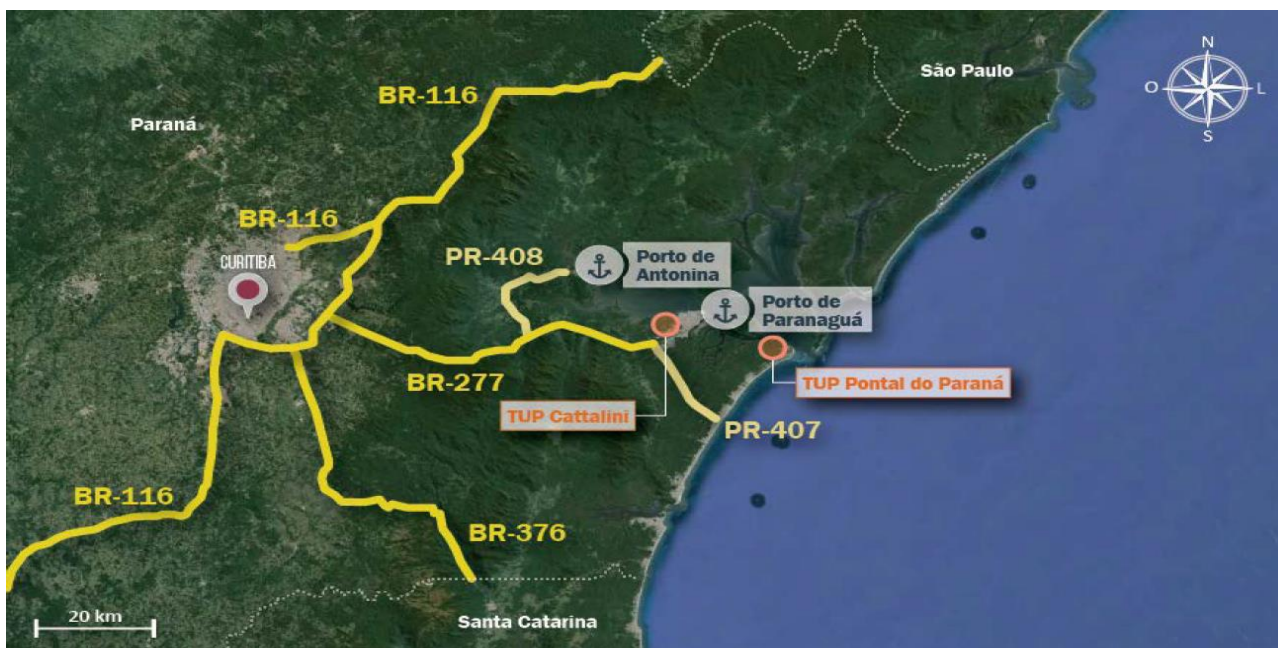 N
O
L
S
São Paulo
BR-116
Paraná
BR-116
CURITIBA
PR-408
Porto de
Antonina
Porto de
Paranaguá
BR-277
TUP Pontal do Paraná
TUP Cattalini
PR-407
BR-116
BR-376
20 km
Santa Catarina